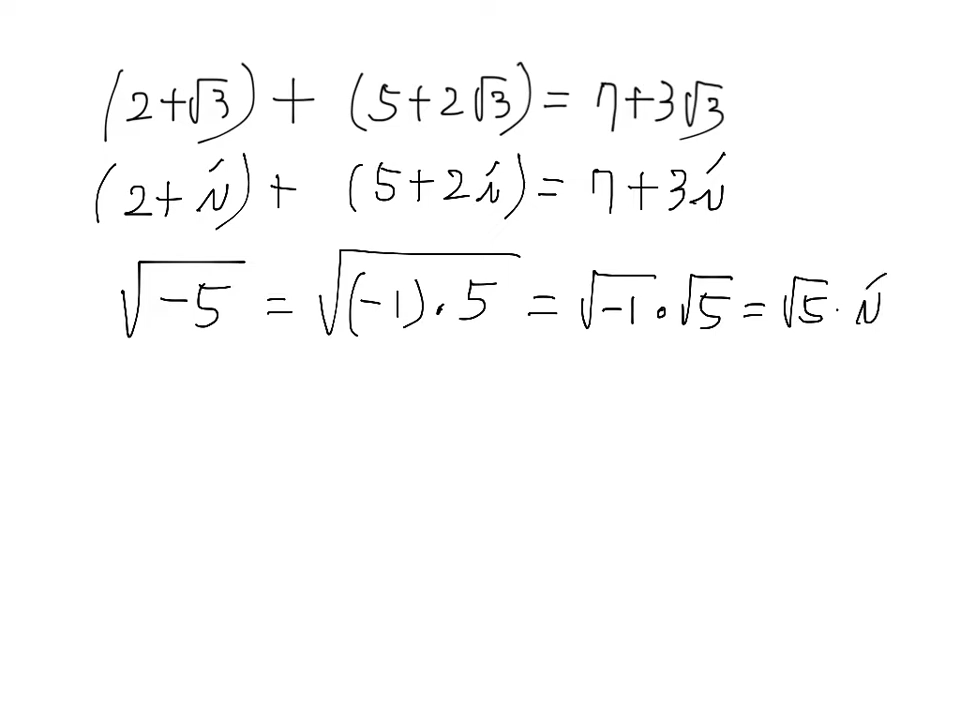 (2+√3) + (5+2√3) = 7+3√3
(2+i) + (5+2i) = 7+3i
√-5 = √(-1)·5 = √-1·√5 = √5·i